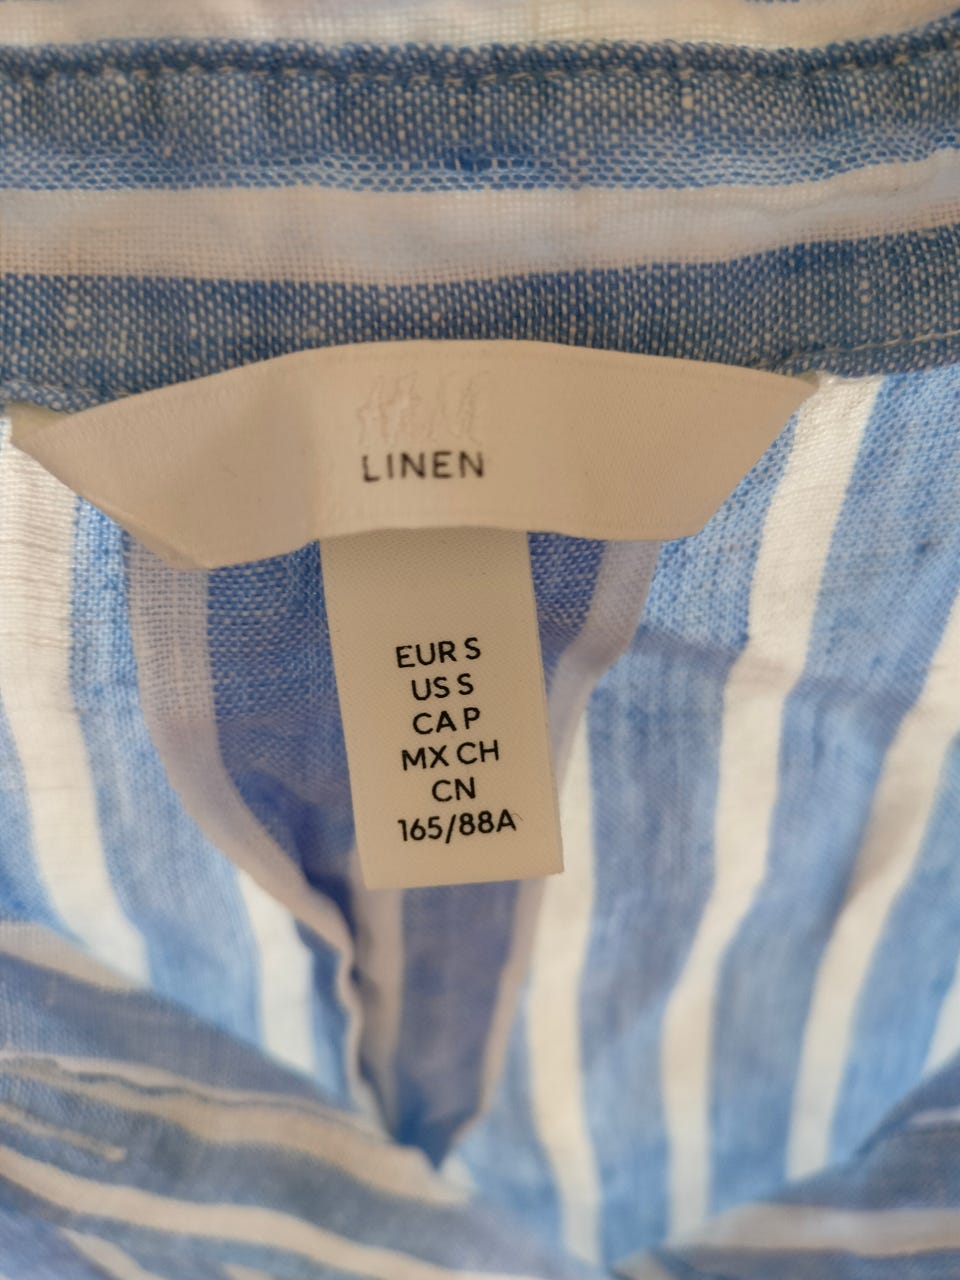 H&M
LINEN
EUR S
US S
CA P
MX CH
CN
165/88A